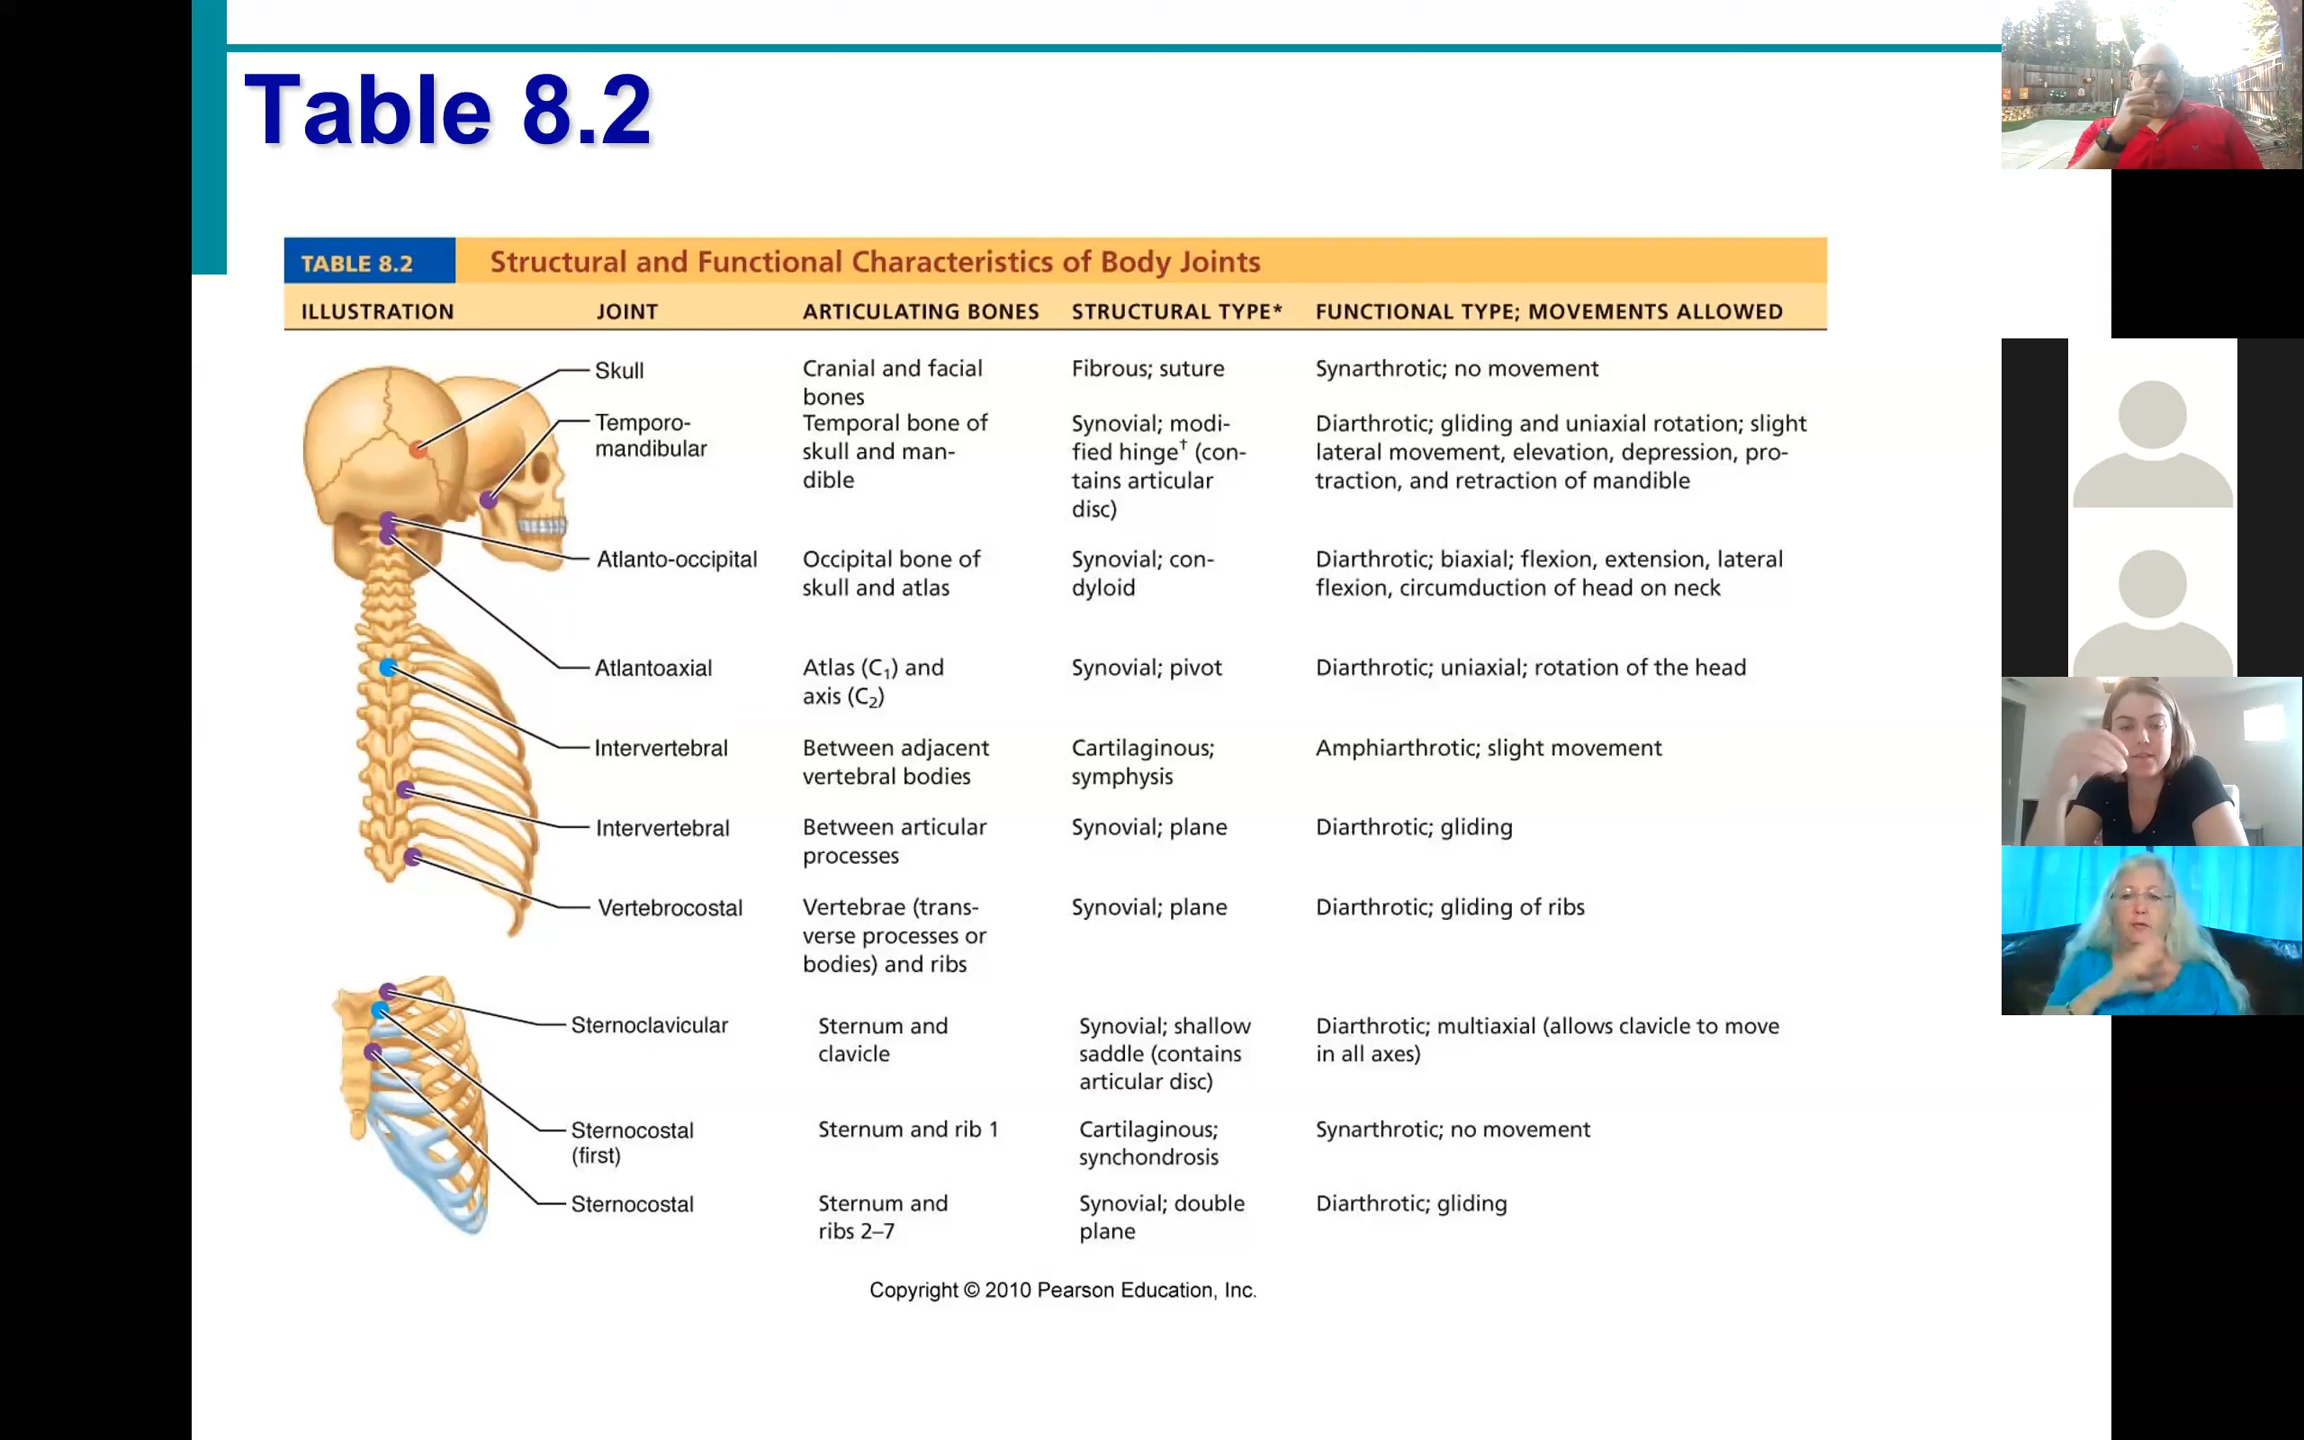 Table 8.2
TABLE 8.2 Structural and Functional Characteristics of Body Joints
ILLUSTRATION JOINT ARTICULATING BONES STRUCTURAL TYPE* FUNCTIONAL TYPE; MOVEMENTS ALLOWED
Skull Cranial and facial Fibrous; suture Synarthrotic; no movement
bones
Temporo- Temporal bone of Synovial; modi- Diarthrotic; gliding and uniaxial rotation; slight
mandibular skull and man- fied hinge† (con- lateral movement, elevation, depression, pro-
dible tains articular traction, and retraction of mandible
disc)
Atlanto-occipital Occipital bone of Synovial; con- Diarthrotic; biaxial; flexion, extension, lateral
skull and atlas dyloid flexion, circumduction of head on neck
Atlantoaxial Atlas (C₁) and Synovial; pivot Diarthrotic; uniaxial; rotation of the head
axis (C₂)
Intervertebral Between adjacent Cartilaginous; Amphiarthrotic; slight movement
vertebral bodies symphysis
Intervertebral Between articular Synovial; plane Diarthrotic; gliding
processes
Vertebrocostal Vertebrae (trans- Synovial; plane Diarthrotic; gliding of ribs
verse processes or
bodies) and ribs
Sternoclavicular Sternum and Synovial; shallow Diarthrotic; multiaxial (allows clavicle to move
clavicle saddle (contains in all axes)
articular disc)
Sternocostal Sternum and rib 1 Cartilaginous; Synarthrotic; no movement
(first) synchondrosis
Sternocostal Sternum and Synovial; double Diarthrotic; gliding
ribs 2–7 plane
Copyright © 2010 Pearson Education, Inc.